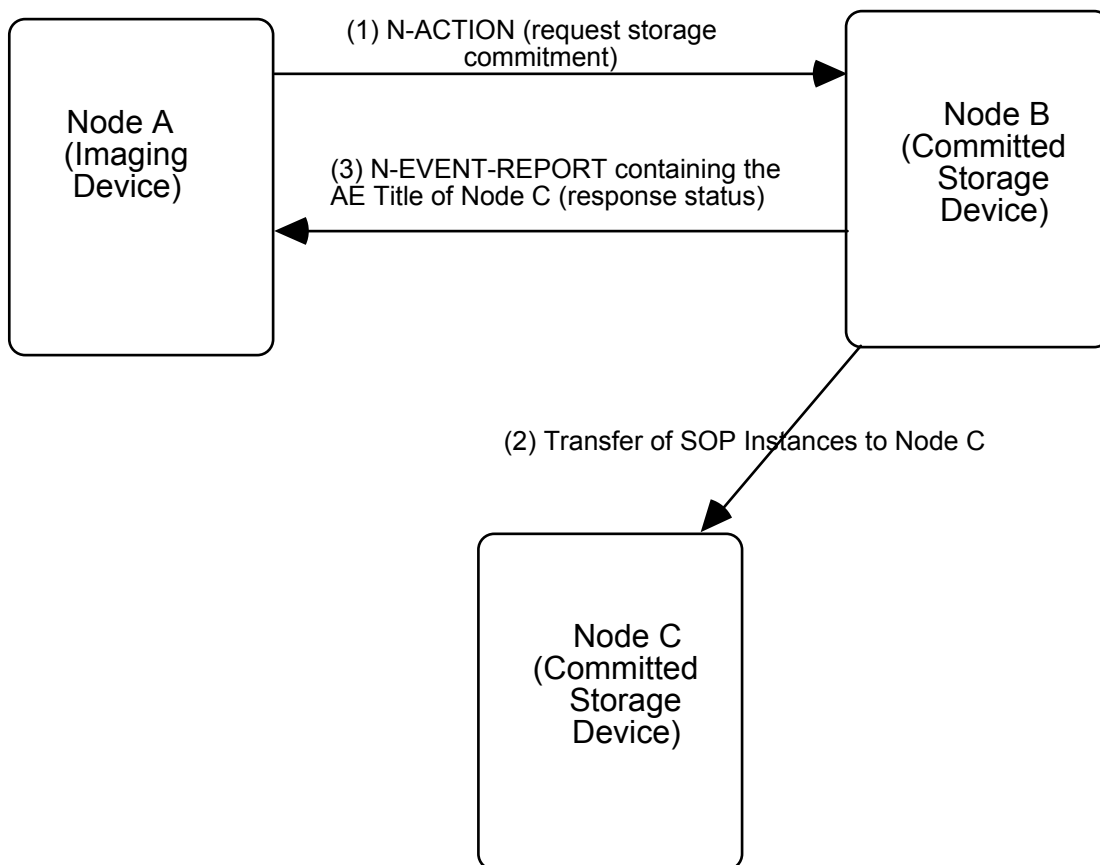 (1) N-ACTION (request storage
commitment)
Node A
(Imaging
Device)
Node B
(Committed
Storage
Device)
(3) N-EVENT-REPORT containing the
AE Title of Node C (response status)
(2) Transfer of SOP Instances to Node C
Node C
(Committed
Storage
Device)